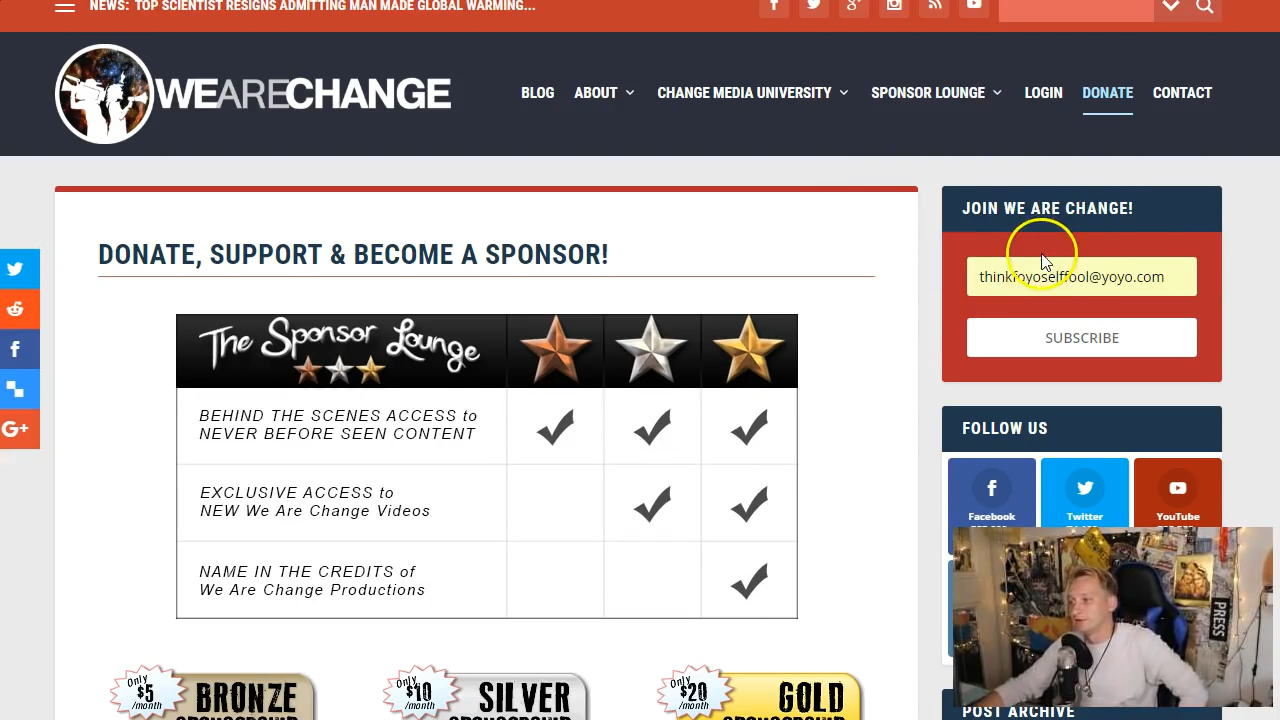 NEWS: TOP SCIENTIST RESIGNS ADMITTING MAN MADE GLOBAL WARMING...
WEARECHANGE
BLOG ABOUT CHANGE MEDIA UNIVERSITY SPONSOR LOUNGE LOGIN DONATE CONTACT
DONATE, SUPPORT & BECOME A SPONSOR!
The Sponsor Lounge
BEHIND THE SCENES ACCESS to
NEVER BEFORE SEEN CONTENT
EXCLUSIVE ACCESS to
NEW We Are Change Videos
NAME IN THE CREDITS of
We Are Change Productions
Only $5 /month
BRONZE
SPONSORSHIP
Only $10 /month
SILVER
SPONSORSHIP
Only $20 /month
GOLD
SPONSORSHIP
JOIN WE ARE CHANGE!
thinkfoyoselffool@yoyo.com
SUBSCRIBE
FOLLOW US
Facebook
Twitter
YouTube
PRESS
POST ARCHIVE
G+